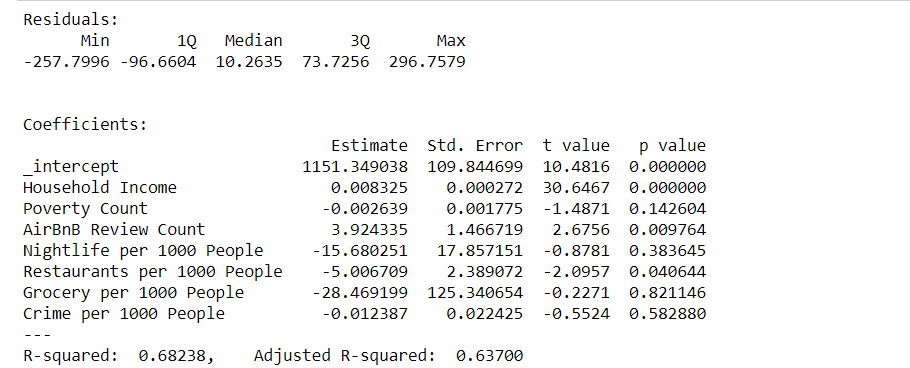 Residuals:
Min 1Q Median 3Q Max
-257.7996 -96.6604 10.2635 73.7256 296.7579
Coefficients:
Estimate Std. Error t value p value
_intercept 1151.349038 109.844699 10.4816 0.000000
Household Income 0.008325 0.000272 30.6467 0.000000
Poverty Count -0.002639 0.001775 -1.4871 0.142604
AirBnB Review Count 3.924335 1.466719 2.6756 0.009764
Nightlife per 1000 People -15.680251 17.857151 -0.8781 0.383645
Restaurants per 1000 People -5.006709 2.389072 -2.0957 0.040644
Grocery per 1000 People -28.469199 125.340654 -0.2271 0.821146
Crime per 1000 People -0.012387 0.022425 -0.5524 0.582880
---
R-squared: 0.68238, Adjusted R-squared: 0.63700